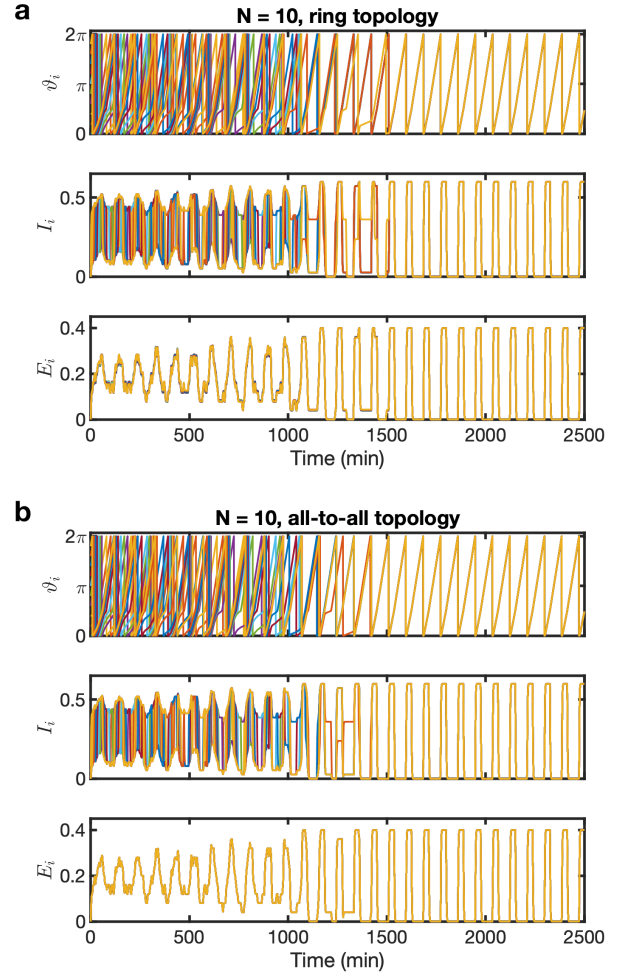 a
N = 10, ring topology
2π
π
0
ϑᵢ
0.5
0
Iᵢ
0.4
0.2
0
Eᵢ
0 500 1000 1500 2000 2500
Time (min)
b
N = 10, all-to-all topology
2π
π
0
ϑᵢ
0.5
0
Iᵢ
0.4
0.2
0
Eᵢ
0 500 1000 1500 2000 2500
Time (min)